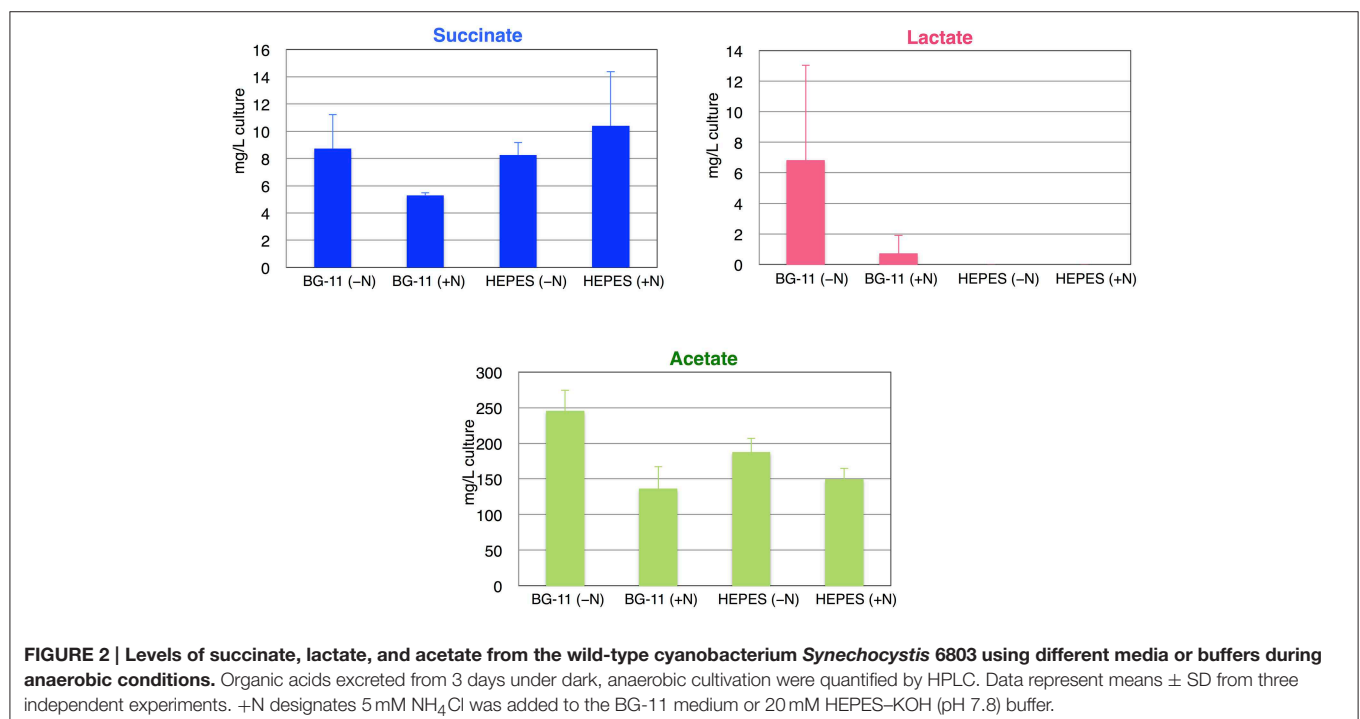 Succinate
mg/L culture
16
14
12
10
8
6
4
2
0
BG-11 (−N) BG-11 (+N) HEPES (−N) HEPES (+N)
Lactate
mg/L culture
14
12
10
8
6
4
2
0
BG-11 (−N) BG-11 (+N) HEPES (−N) HEPES (+N)
Acetate
mg/L culture
300
250
200
150
100
50
0
BG-11 (−N) BG-11 (+N) HEPES (−N) HEPES (+N)
FIGURE 2 | Levels of succinate, lactate, and acetate from the wild-type cyanobacterium Synechocystis 6803 using different media or buffers during
anaerobic conditions. Organic acids excreted from 3 days under dark, anaerobic cultivation were quantified by HPLC. Data represent means ± SD from three
independent experiments. +N designates 5 mM NH₄Cl was added to the BG-11 medium or 20 mM HEPES–KOH (pH 7.8) buffer.